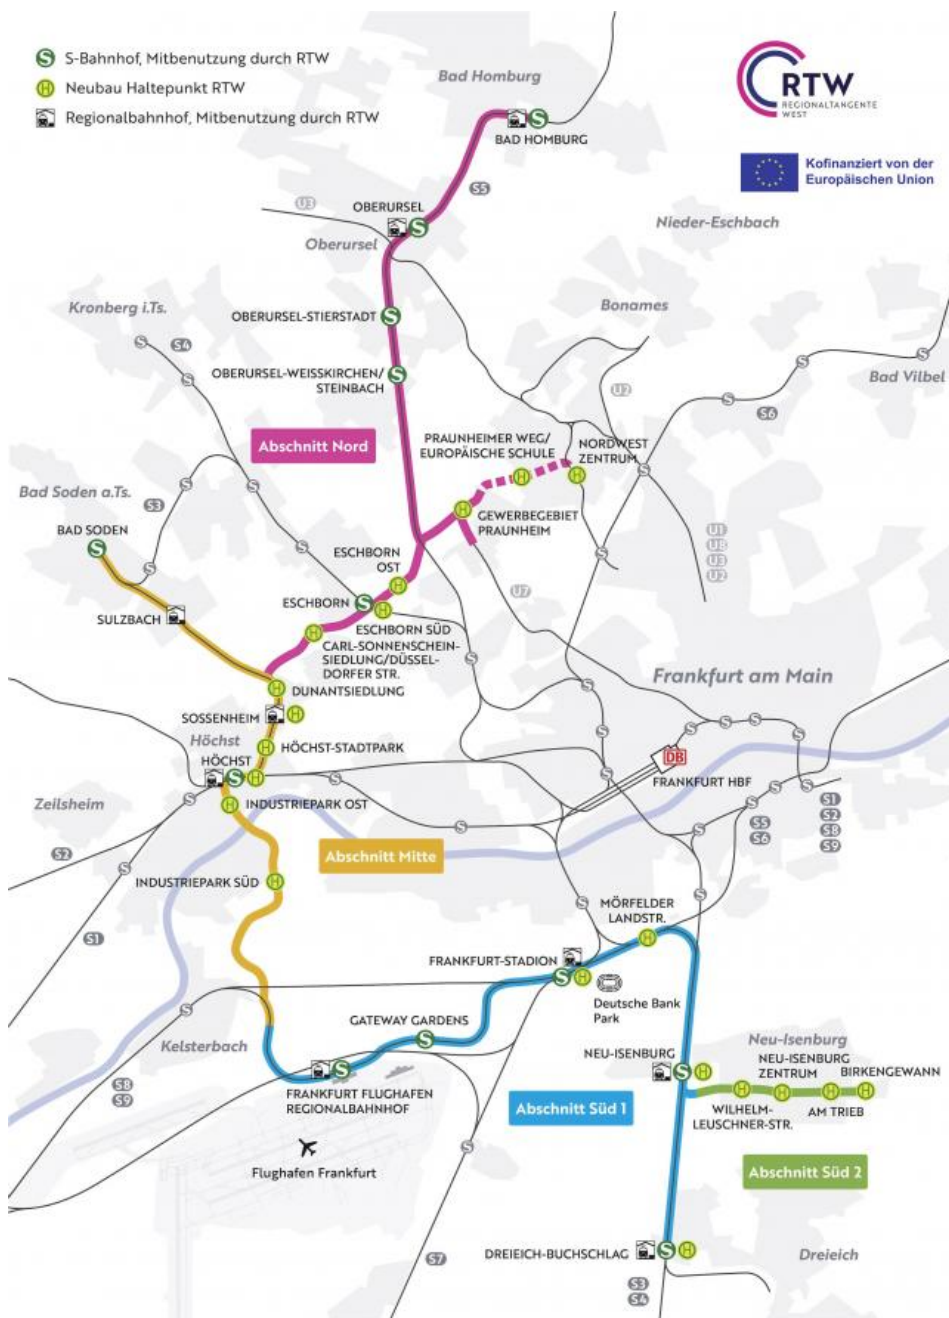 S-Bahnhof, Mitbenutzung durch RTW
Neubau Haltepunkt RTW
Regionalbahnhof, Mitbenutzung durch RTW
RTW
REGIONALTANGENTE
WEST
Kofinanziert von der
Europäischen Union
Bad Homburg
BAD HOMBURG
S5
U3
OBERURSEL
Oberursel
Nieder-Eschbach
Kronberg i.Ts.
S4
OBERURSEL-STIERSTADT
Bonames
OBERURSEL-WEISSKIRCHEN/
STEINBACH
U2
Bad Vilbel
S6
Abschnitt Nord
PRAUNHEIMER WEG/
EUROPÄISCHE SCHULE
NORDWEST
ZENTRUM
Bad Soden a.Ts.
S3
BAD SODEN
GEWERBEGEBIET
PRAUNHEIM
U1
U8
U3
U2
ESCHBORN
OST
U7
ESCHBORN
SULZBACH
ESCHBORN SÜD
CARL-SONNENSCHEIN-
SIEDLUNG/DÜSSEL-
DORFER STR.
DUNANTSIEDLUNG
Frankfurt am Main
SOSSENHEIM
Höchst
HÖCHST-STADTPARK
HÖCHST
DB
FRANKFURT HBF
Zeilsheim
INDUSTRIEPARK OST
S1
S2
S8
S9
S5
S6
S2
Abschnitt Mitte
INDUSTRIEPARK SÜD
S1
MÖRFELDER
LANDSTR.
FRANKFURT-STADION
Deutsche Bank
Park
GATEWAY GARDENS
Kelsterbach
Neu-Isenburg
NEU-ISENBURG
NEU-ISENBURG
ZENTRUM
BIRKENGEWANN
S8
S9
FRANKFURT FLUGHAFEN
REGIONALBAHNHOF
Abschnitt Süd 1
WILHELM-
LEUSCHNER-STR.
AM TRIEB
Flughafen Frankfurt
Abschnitt Süd 2
S7
DREIEICH-BUCHSCHLAG
Dreieich
S3
S4